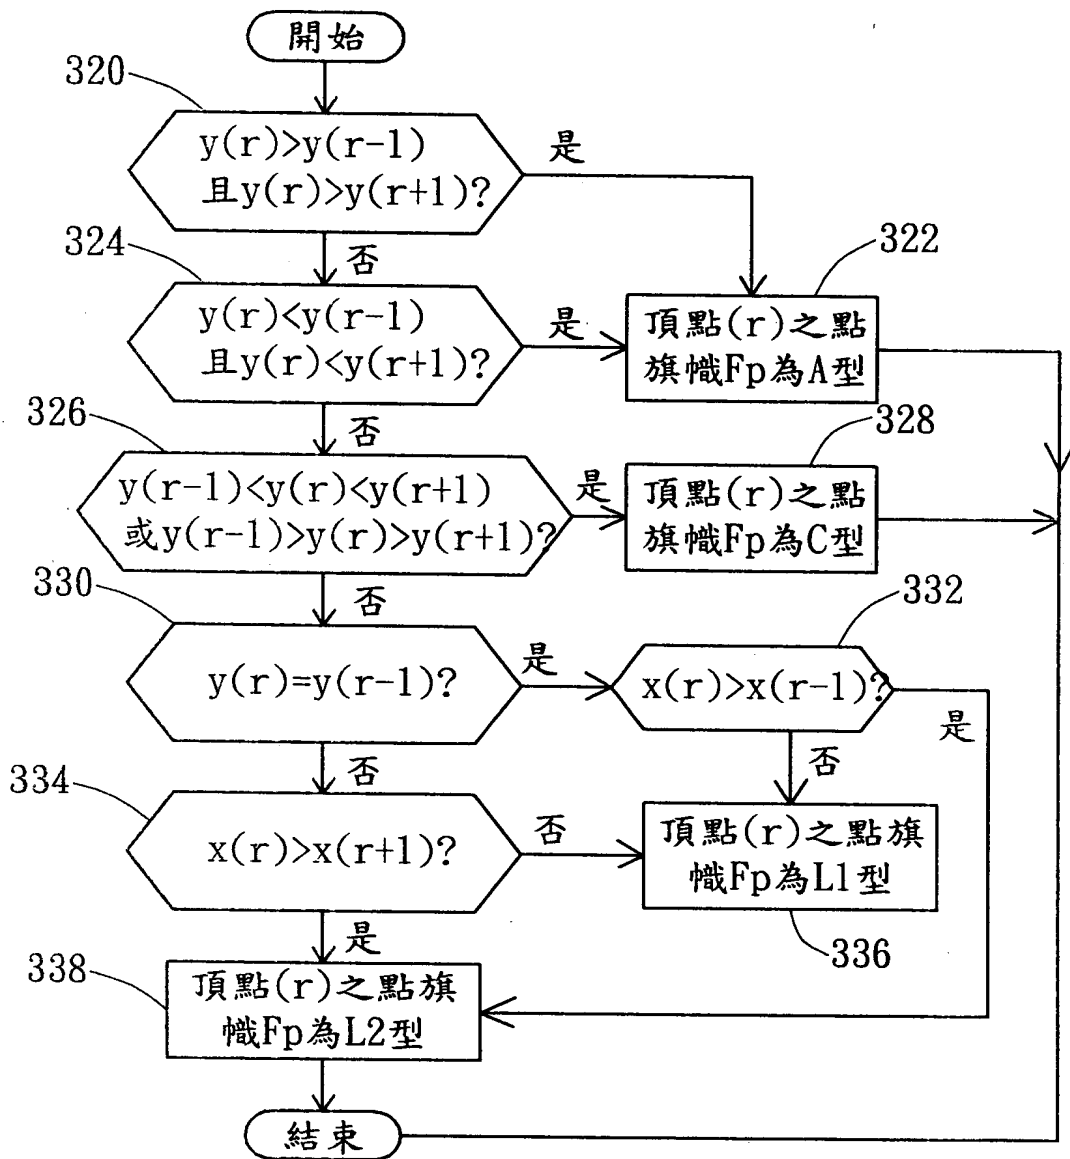 開始
320
y(r)>y(r-1)
且y(r)>y(r+1)?
是
否
324
y(r)<y(r-1)
且y(r)<y(r+1)?
是
322
頂點(r)之點
旗幟Fp為A型
否
326
y(r-1)<y(r)<y(r+1)
或y(r-1)>y(r)>y(r+1)?
是
328
頂點(r)之點
旗幟Fp為C型
否
330
y(r)=y(r-1)?
是
332
x(r)>x(r-1)?
是
否
否
334
x(r)>x(r+1)?
否
頂點(r)之點旗
幟Fp為L1型
336
是
338
頂點(r)之點旗
幟Fp為L2型
結束